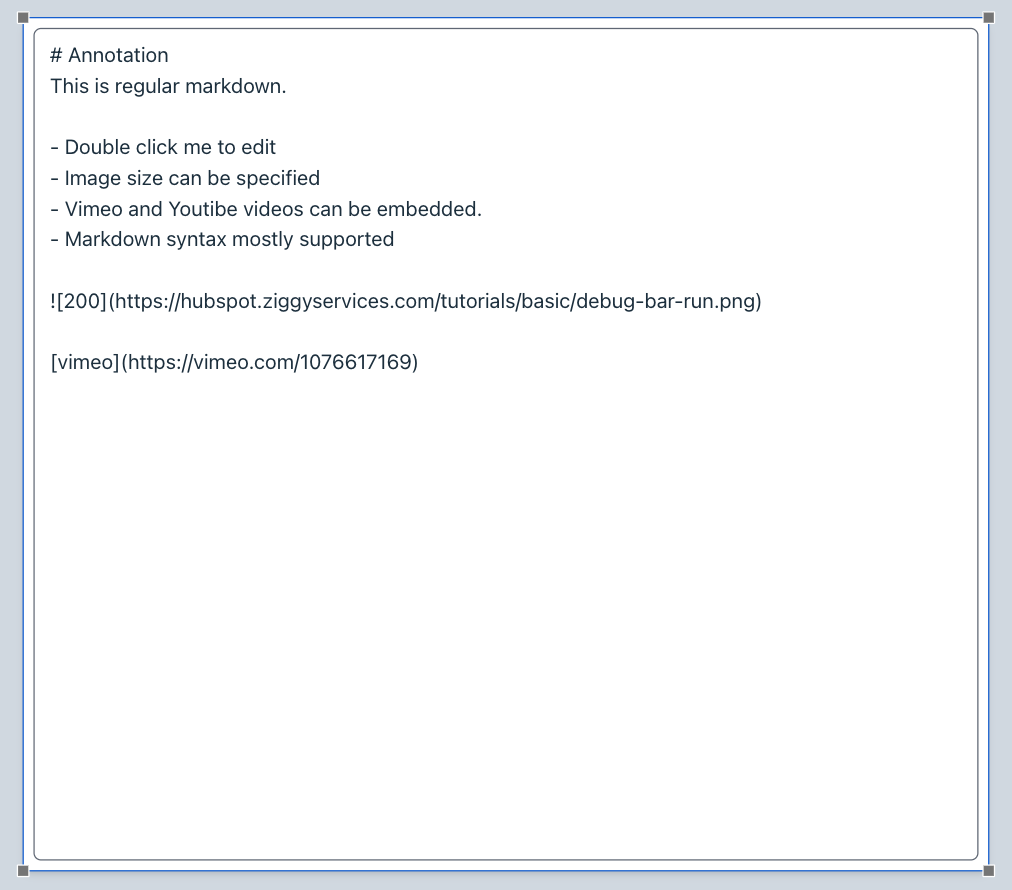 # Annotation
This is regular markdown.
- Double click me to edit
- Image size can be specified
- Vimeo and Youtibe videos can be embedded.
- Markdown syntax mostly supported
![200](https://hubspot.ziggyservices.com/tutorials/basic/debug-bar-run.png)
[vimeo](https://vimeo.com/1076617169)